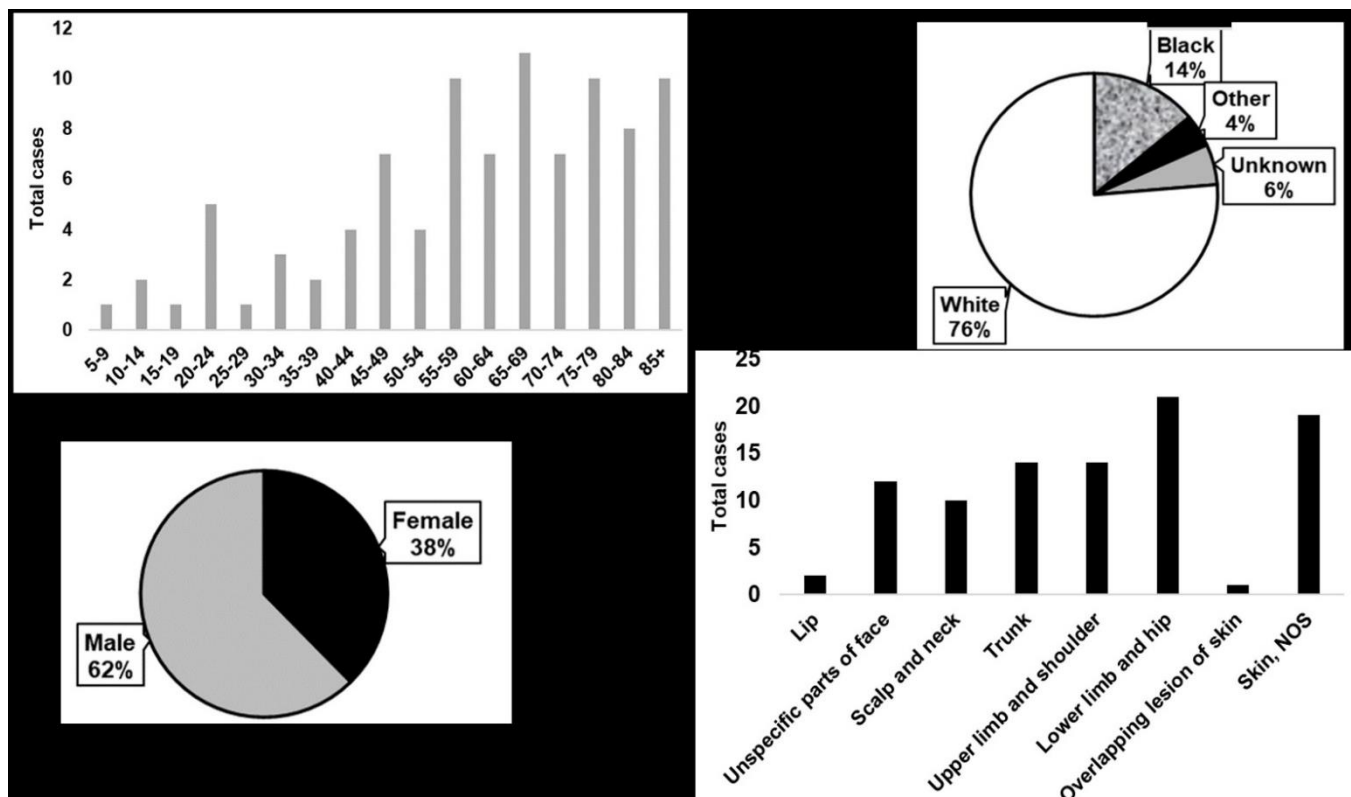 12
10
8
6
4
2
0
Total cases
5-9
10-14
15-19
20-24
25-29
30-34
35-39
40-44
45-49
50-54
55-59
60-64
65-69
70-74
75-79
80-84
85+
Black
14%
Other
4%
Unknown
6%
White
76%
Female
38%
Male
62%
25
20
15
10
5
0
Total cases
Lip
Unspecific parts of face
Scalp and neck
Trunk
Upper limb and shoulder
Lower limb and hip
Overlapping lesion of skin
Skin, NOS